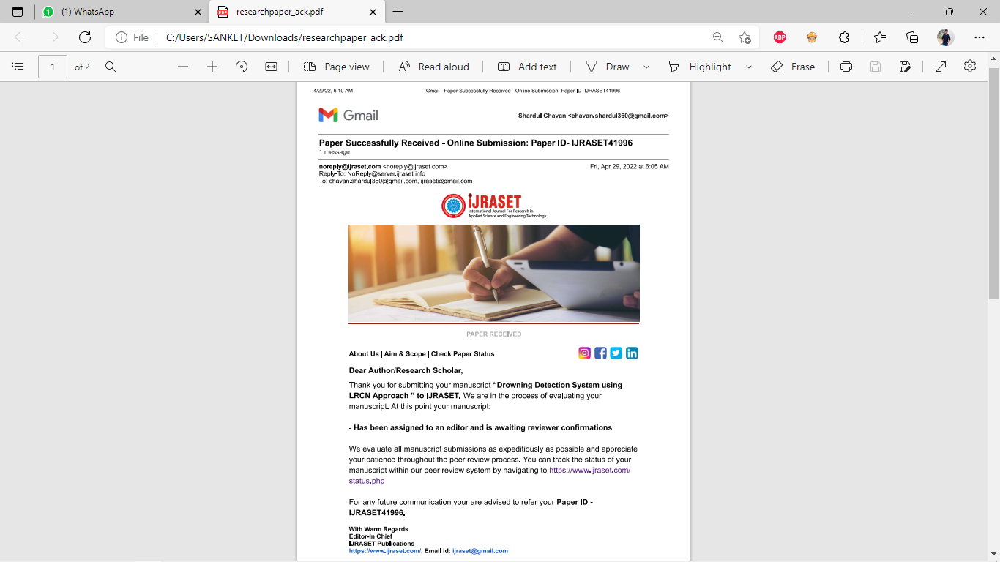 (1) WhatsApp
researchpaper_ack.pdf
File
C:/Users/SANKET/Downloads/researchpaper_ack.pdf
ABP
1 of 2
Page view
Read aloud
Add text
Draw
Highlight
Erase
4/29/22, 6:10 AM
Gmail - Paper Successfully Received - Online Submission: Paper ID- IJRASET41996
Gmail
Shardul Chavan <chavan.shardul360@gmail.com>
Paper Successfully Received - Online Submission: Paper ID- IJRASET41996
1 message
noreply@ijraset.com <noreply@ijraset.com>
Fri, Apr 29, 2022 at 6:05 AM
Reply-To: NoReply@server.ijraset.info
To: chavan.shardul360@gmail.com, ijraset@gmail.com
iJRASET
International Journal For Research in
Applied Science and Engineering Technology
PAPER RECEIVED
About Us | Aim & Scope | Check Paper Status
Dear Author/Research Scholar,
Thank you for submitting your manuscript “Drowning Detection System using
LRCN Approach ” to IJRASET. We are in the process of evaluating your
manuscript. At this point your manuscript:
- Has been assigned to an editor and is awaiting reviewer confirmations
We evaluate all manuscript submissions as expeditiously as possible and appreciate
your patience throughout the peer review process. You can track the status of your
manuscript within our peer review system by navigating to https://www.ijraset.com/
status.php
For any future communication your are advised to refer your Paper ID -
IJRASET41996.
With Warm Regards
Editor-In Chief
IJRASET Publications
https://www.ijraset.com/, Email id: ijraset@gmail.com